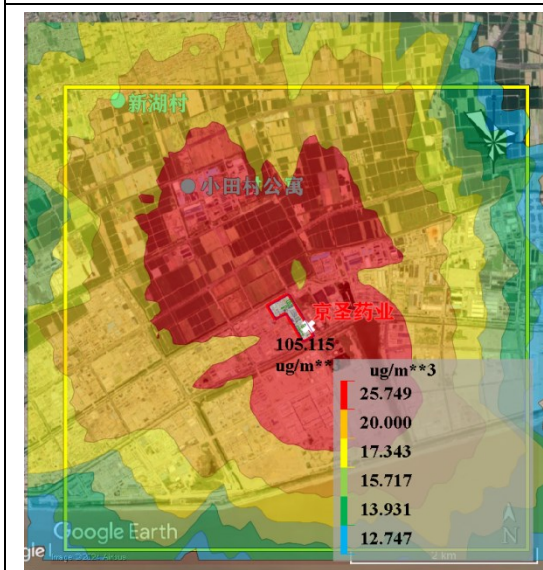 新湖村
小田村公寓
京圣药业
105.115
ug/m**
ug/m**3
25.749
20.000
17.343
15.717
13.931
12.747
N
Google Earth
gle
2 km